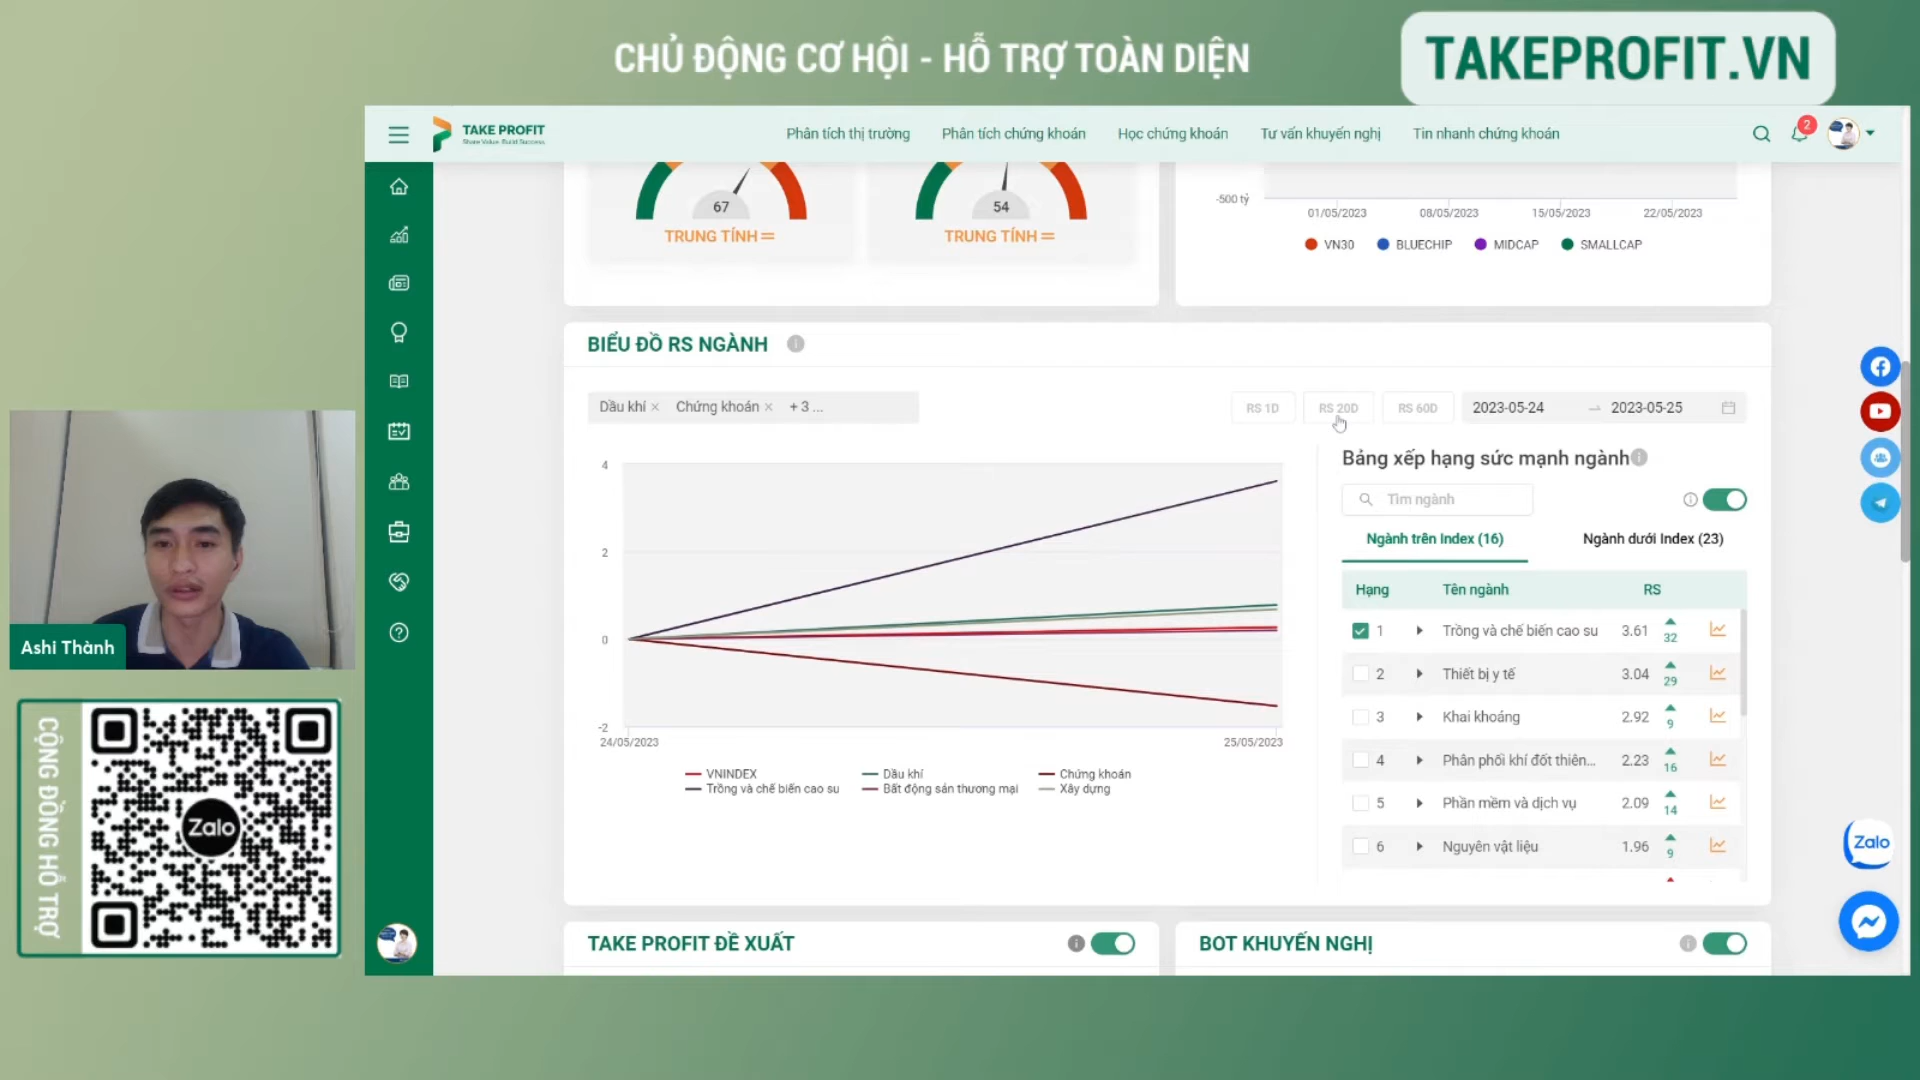 CHỦ ĐỘNG CƠ HỘI - HỖ TRỢ TOÀN DIỆN
TAKEPROFIT.VN
TAKE PROFIT
Share Value. Build Success.
Phân tích thị trường
Phân tích chứng khoán
Học chứng khoán
Tư vấn khuyến nghị
Tin nhanh chứng khoán
2
67
TRUNG TÍNH
54
TRUNG TÍNH
-500 tỷ
01/05/2023
08/05/2023
15/05/2023
22/05/2023
VN30
BLUECHIP
MIDCAP
SMALLCAP
BIỂU ĐỒ RS NGÀNH
Dầu khí ×
Chứng khoán ×
+ 3 ...
RS 1D
RS 20D
RS 60D
2023-05-24
2023-05-25
4
2
0
-2
24/05/2023
25/05/2023
VNINDEX
Dầu khí
Chứng khoán
Trồng và chế biến cao su
Bất động sản thương mại
Xây dựng
Bảng xếp hạng sức mạnh ngành
Tìm ngành
Ngành trên Index (16)
Ngành dưới Index (23)
Hạng Tên ngành RS
1 Trồng và chế biến cao su 3.61 32
2 Thiết bị y tế 3.04 29
3 Khai khoáng 2.92 9
4 Phân phối khí đốt thiên... 2.23 16
5 Phần mềm và dịch vụ 2.09 14
6 Nguyên vật liệu 1.96 9
TAKE PROFIT ĐỀ XUẤT
BOT KHUYẾN NGHỊ
Ashi Thành
CỘNG ĐỒNG HỖ TRỢ
Zalo
Zalo